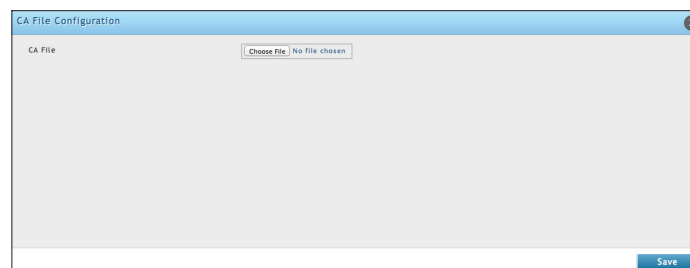 CA File Configuration
CA File
Choose File No file chosen
Save